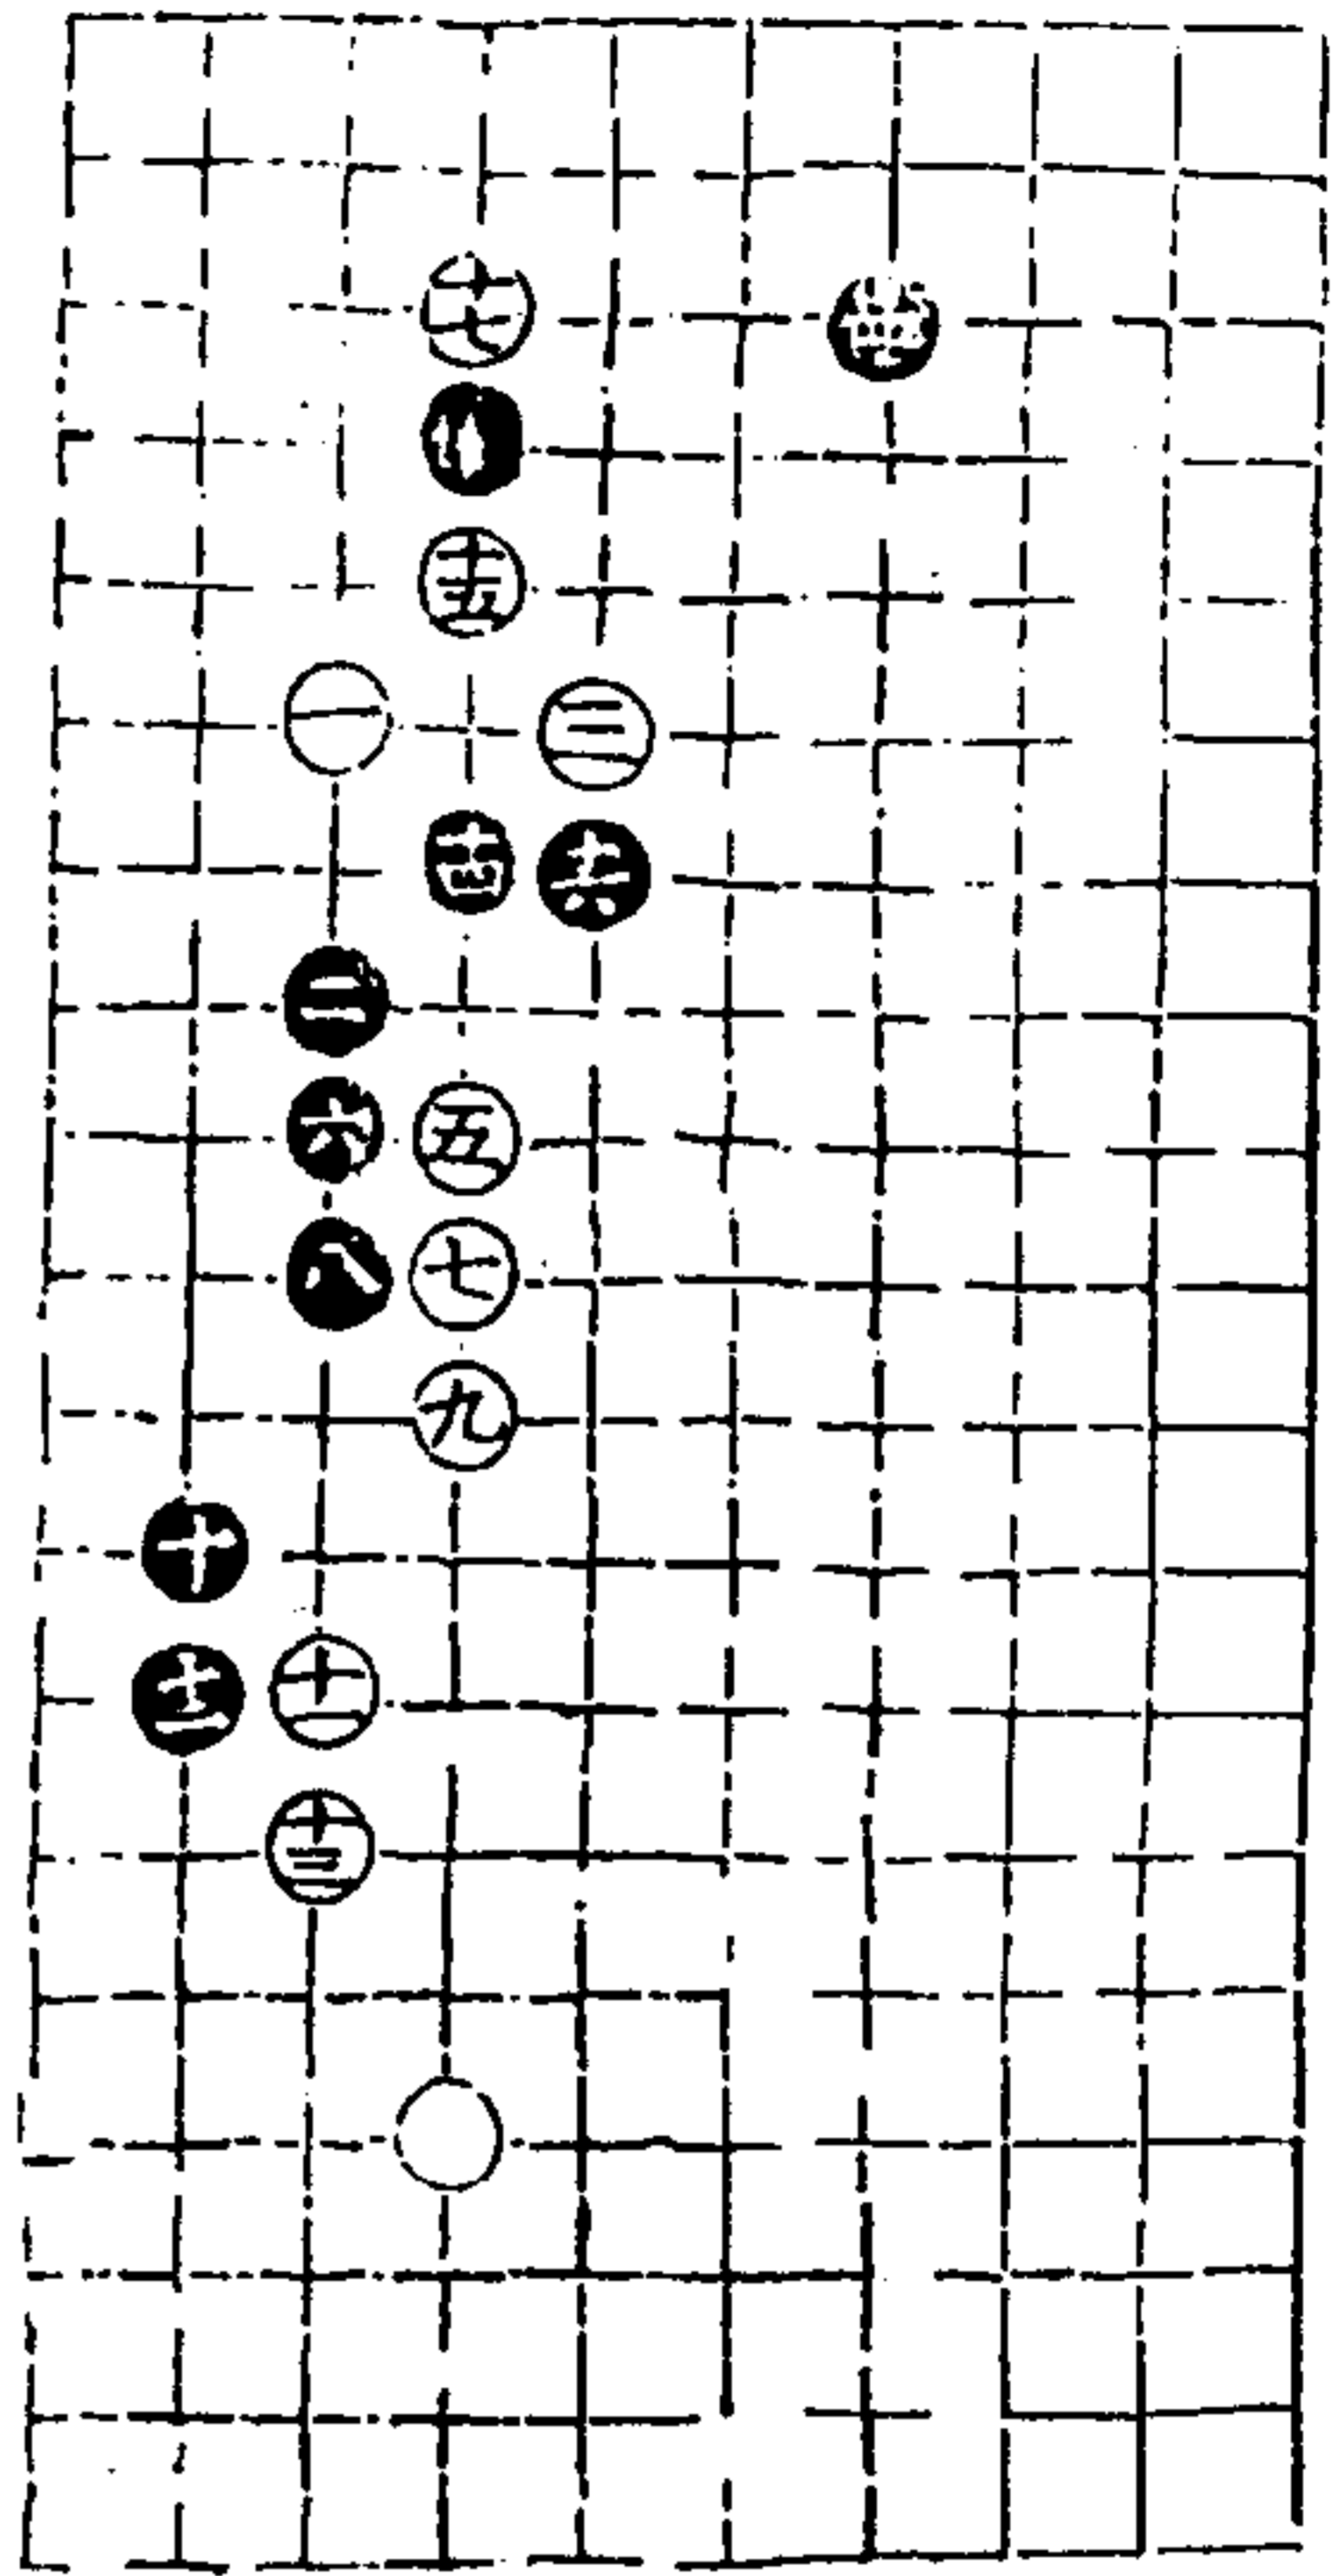 十七
十五
一 三
十四 十六
二
六 五
八 七
九
十
十二 十一
十三